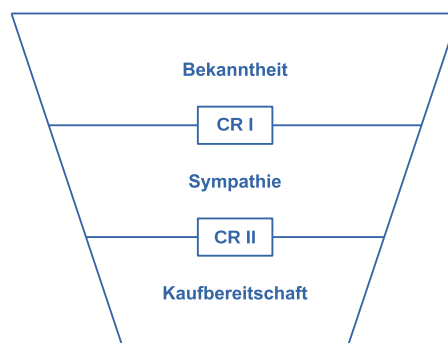 Bekanntheit
CR I
Sympathie
CR II
Kaufbereitschaft